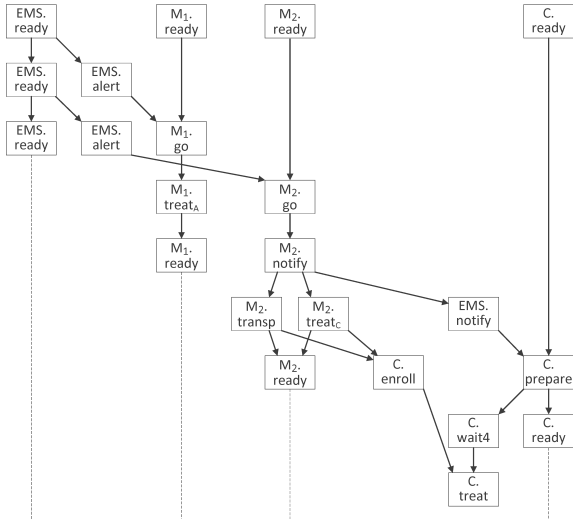 EMS.
ready
M₁.
ready
M₂.
ready
C.
ready
EMS.
ready
EMS.
alert
EMS.
ready
EMS.
alert
M₁.
go
M₁.
treatA
M₂.
go
M₁.
ready
M₂.
notify
M₂.
transp
M₂.
treatC
EMS.
notify
M₂.
ready
C.
enroll
C.
prepare
C.
wait4
C.
ready
C.
treat